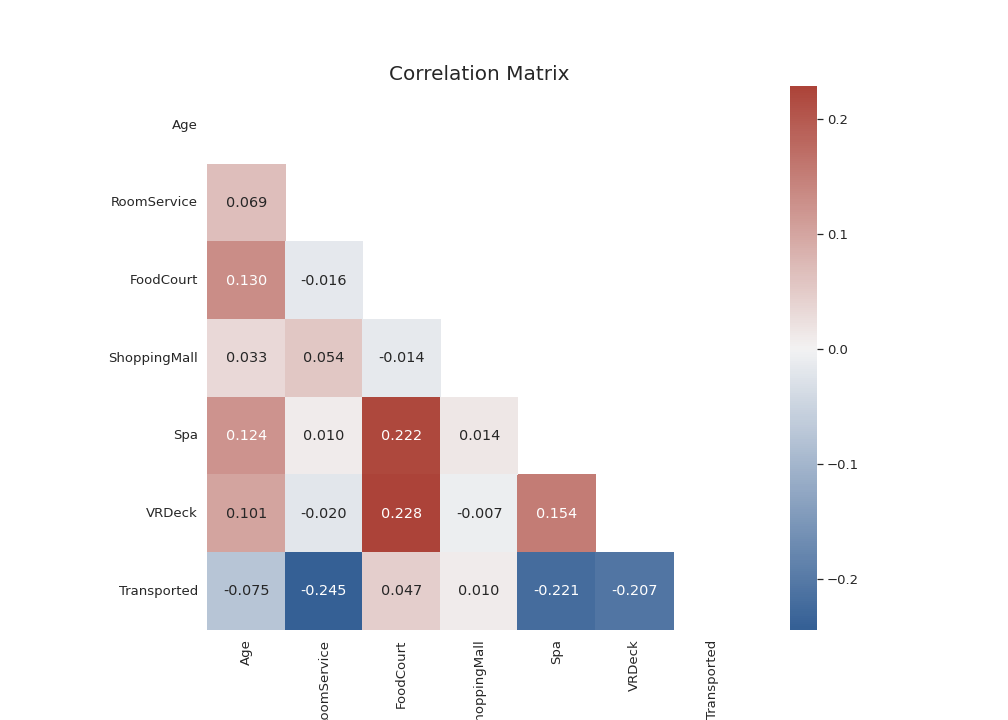 Correlation Matrix
Age
RoomService
0.069
FoodCourt
0.130
-0.016
ShoppingMall
0.033
0.054
-0.014
Spa
0.124
0.010
0.222
0.014
VRDeck
0.101
-0.020
0.228
-0.007
0.154
Transported
-0.075
-0.245
0.047
0.010
-0.221
-0.207
Age
oomService
FoodCourt
hoppingMall
Spa
VRDeck
Transported
0.2
0.1
0.0
−0.1
−0.2